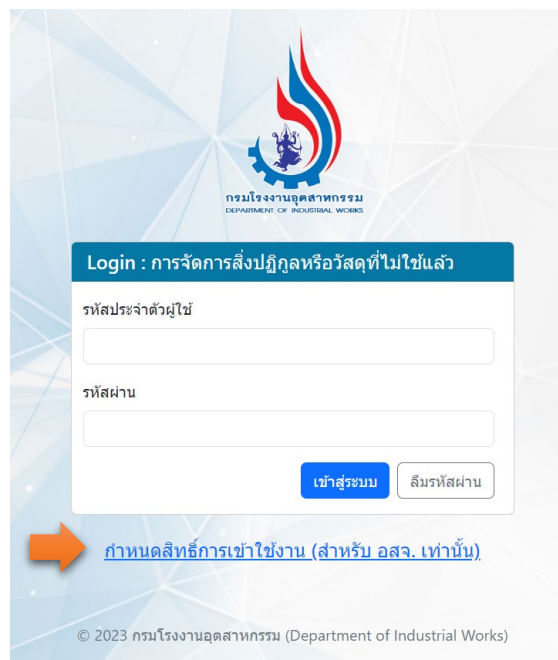 กรมโรงงานอุตสาหกรรม
DEPARTMENT OF INDUSTRIAL WORKS
Login : การจัดการสิ่งปฏิกูลหรือวัสดุที่ไม่ใช้แล้ว
รหัสประจำตัวผู้ใช้
รหัสผ่าน
เข้าสู่ระบบ ลืมรหัสผ่าน
กำหนดสิทธิ์การเข้าใช้งาน (สำหรับ อสจ. เท่านั้น)
© 2023 กรมโรงงานอุตสาหกรรม (Department of Industrial Works)